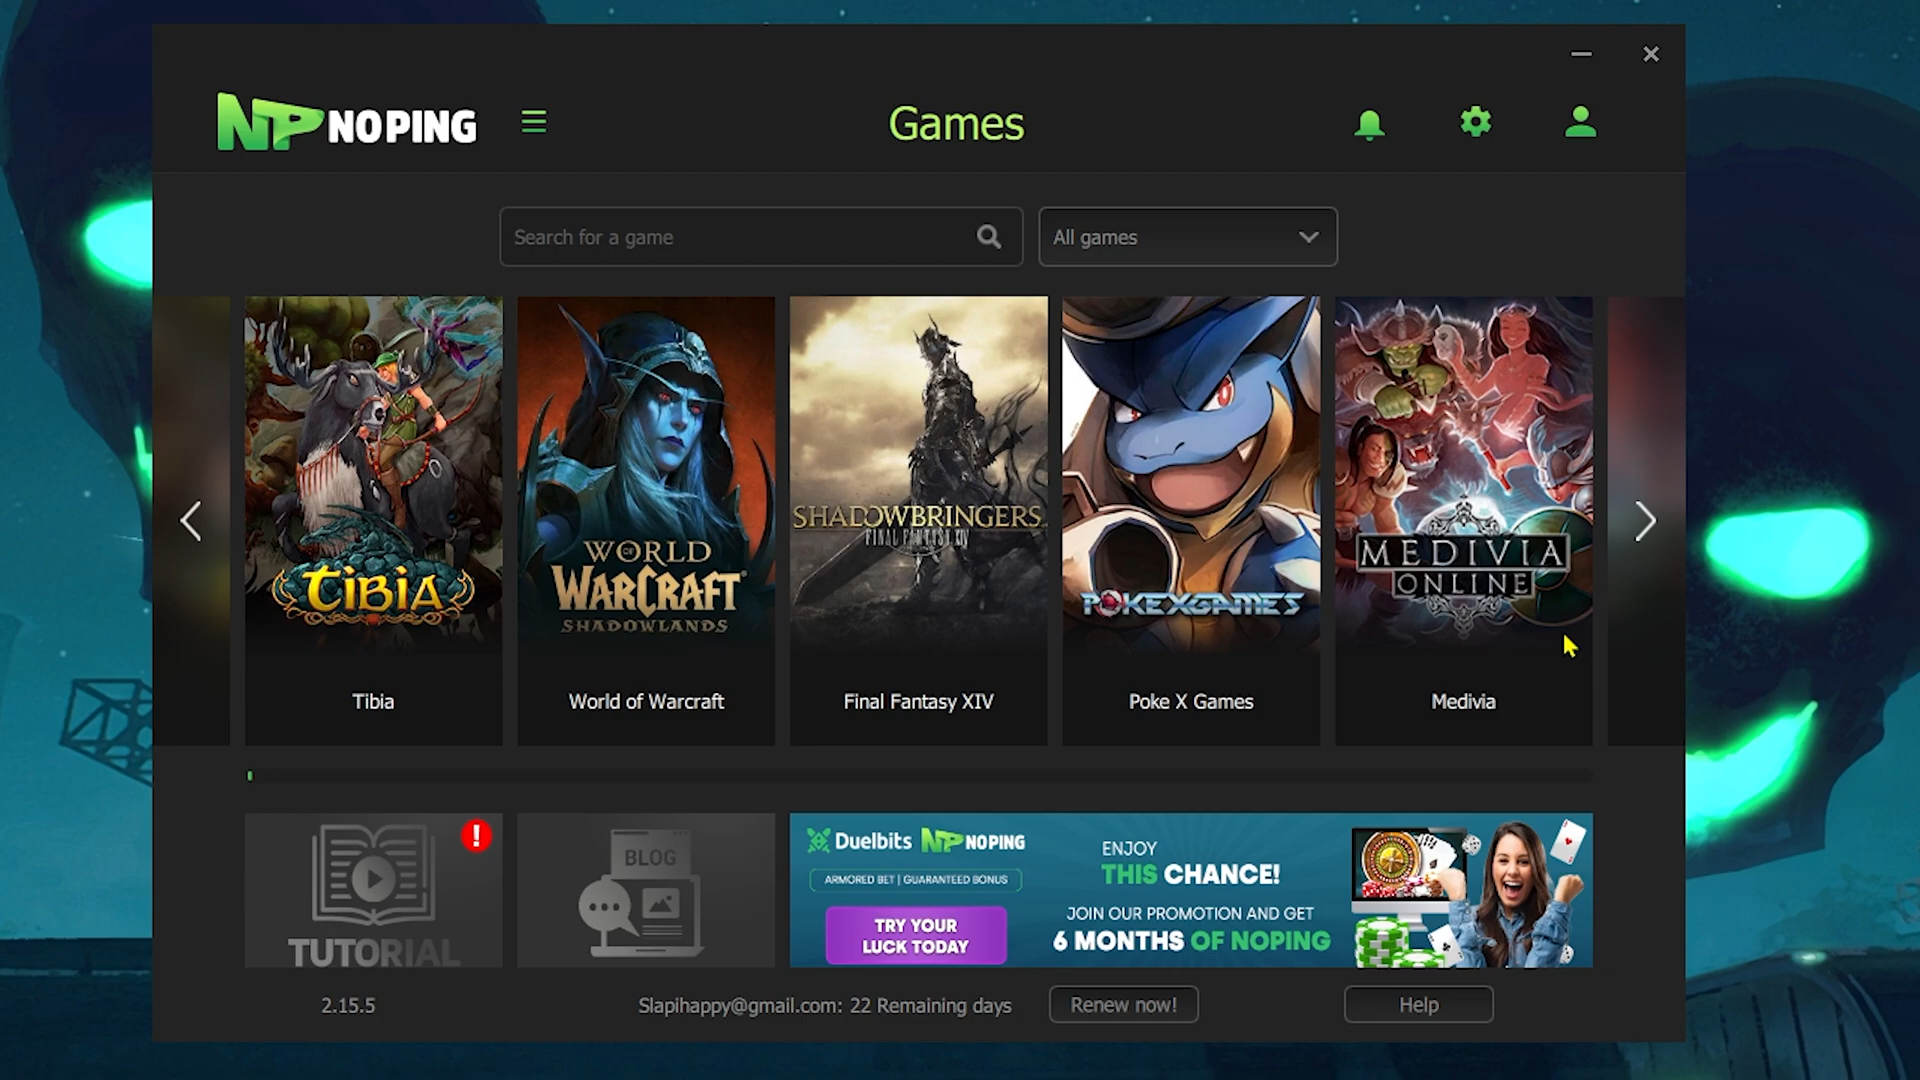 NP NOPING
Games
Search for a game
All games
TIBIA
WORLD OF WARCRAFT
SHADOWLANDS
SHADOWBRINGERS
FINAL FANTASY XIV
POKEXGAMES
MEDIVIA
ONLINE
Tibia
World of Warcraft
Final Fantasy XIV
Poke X Games
Medivia
!
TUTORIAL
BLOG
Duelbits NP NOPING
ARMORED BET | GUARANTEED BONUS
TRY YOUR
LUCK TODAY
ENJOY
THIS CHANCE!
JOIN OUR PROMOTION AND GET
6 MONTHS OF NOPING
2.15.5
Slapihappy@gmail.com: 22 Remaining days
Renew now!
Help